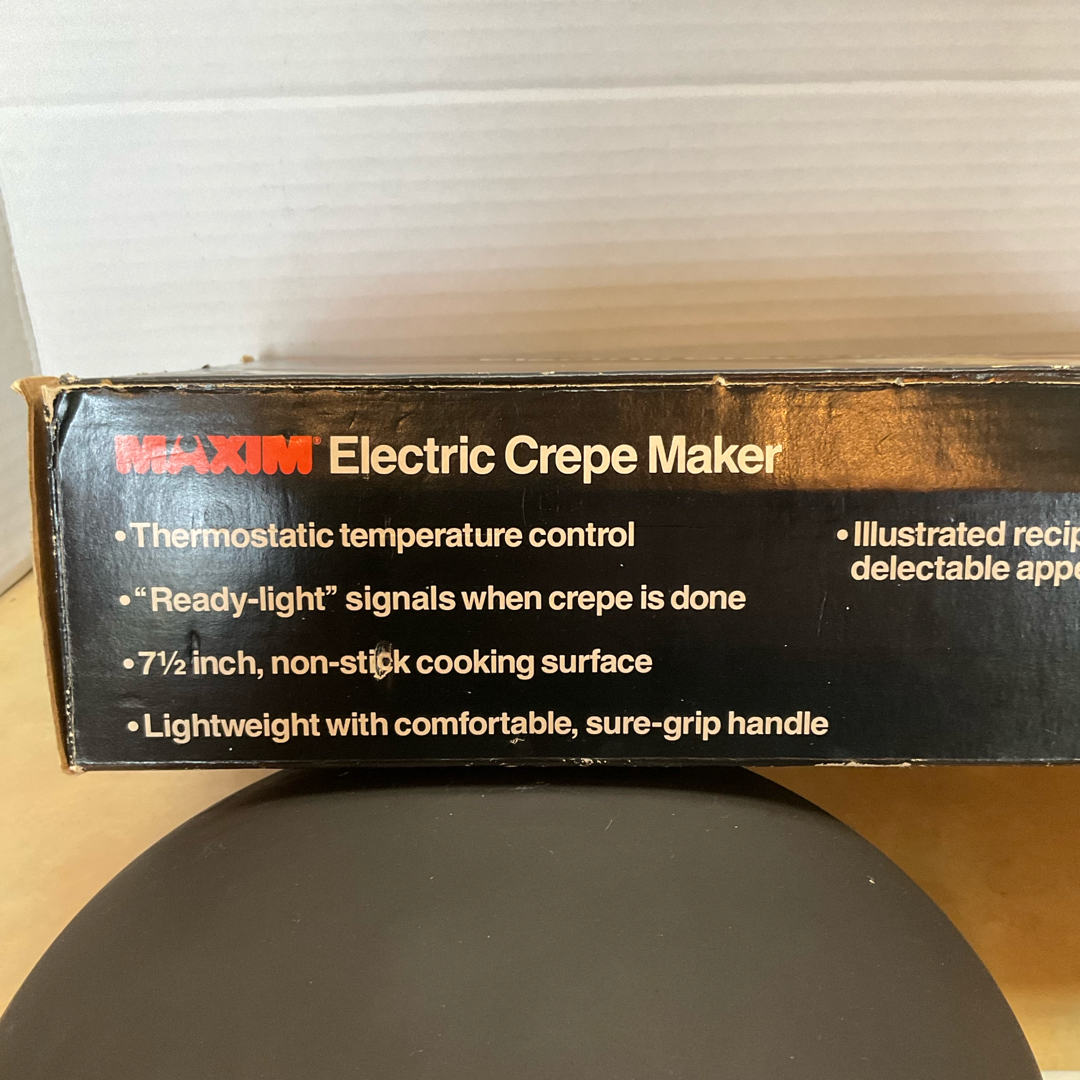 MAXIM® Electric Crepe Maker
• Thermostatic temperature control
• “Ready-light” signals when crepe is done
• 7½ inch, non-stick cooking surface
• Lightweight with comfortable, sure-grip handle
• Illustrated
delectable